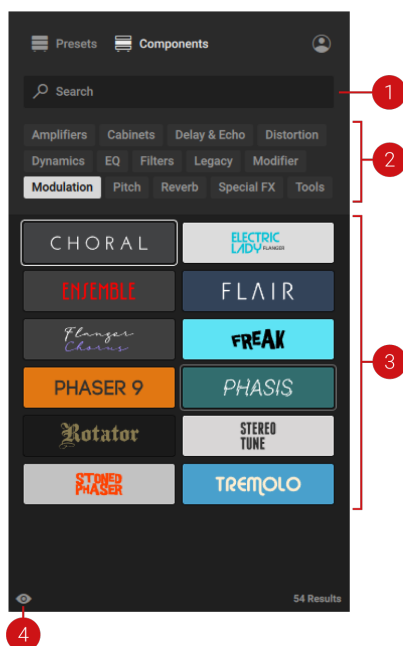 Presets Components
Search
1
Amplifiers Cabinets Delay & Echo Distortion
2
Dynamics EQ Filters Legacy Modifier
Modulation Pitch Reverb Special FX Tools
CHORAL
ELECTRIC
LADY FLANGER
ENSEMBLE
FLAIR
Flanger
Chorus
FREAK
3
PHASER 9
PHASIS
Rotator
STEREO
TUNE
STONED
PHASER
TREMOLO
54 Results
4